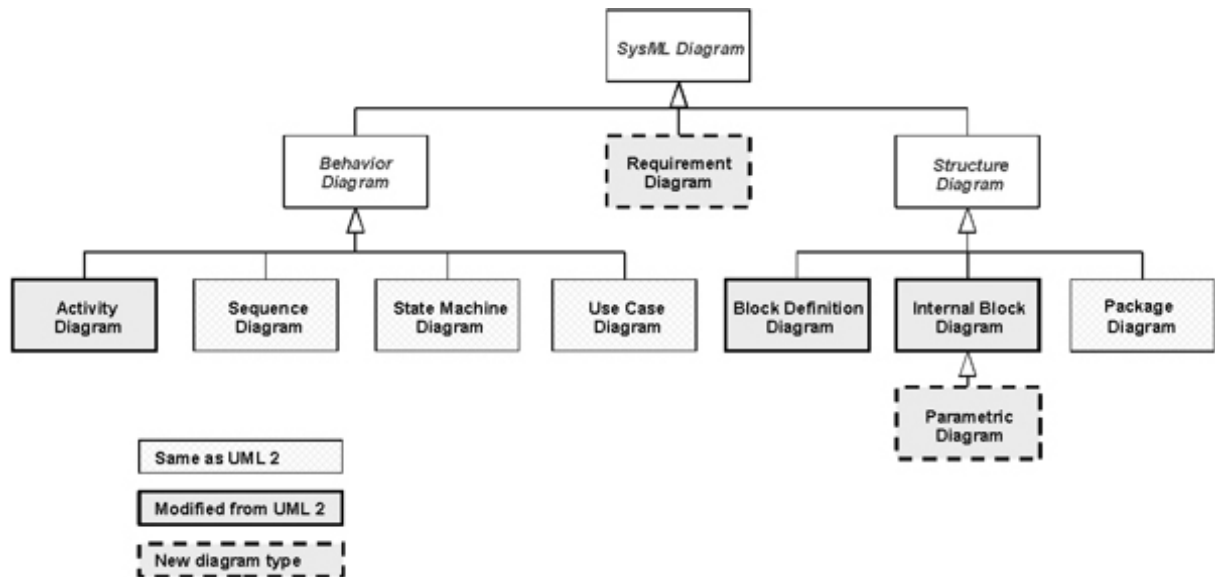 SysML Diagram
Behavior
Diagram
Requirement
Diagram
Structure
Diagram
Activity
Diagram
Sequence
Diagram
State Machine
Diagram
Use Case
Diagram
Block Definition
Diagram
Internal Block
Diagram
Package
Diagram
Parametric
Diagram
Same as UML 2
Modified from UML 2
New diagram type